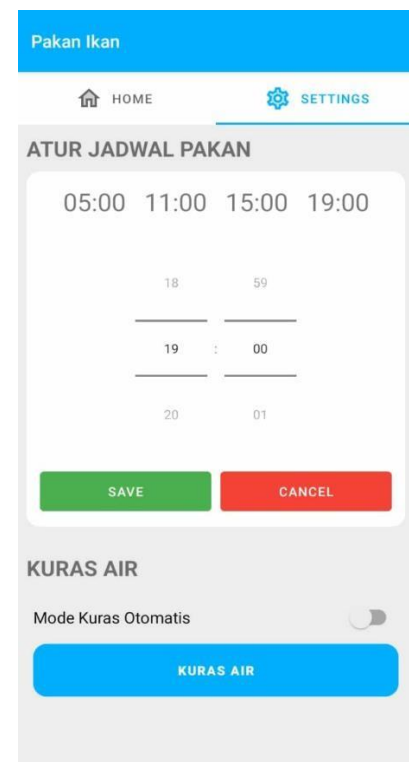 Pakan Ikan
HOME SETTINGS
ATUR JADWAL PAKAN
05:00 11:00 15:00 19:00
18 59
19 : 00
20 01
SAVE CANCEL
KURAS AIR
Mode Kuras Otomatis
KURAS AIR